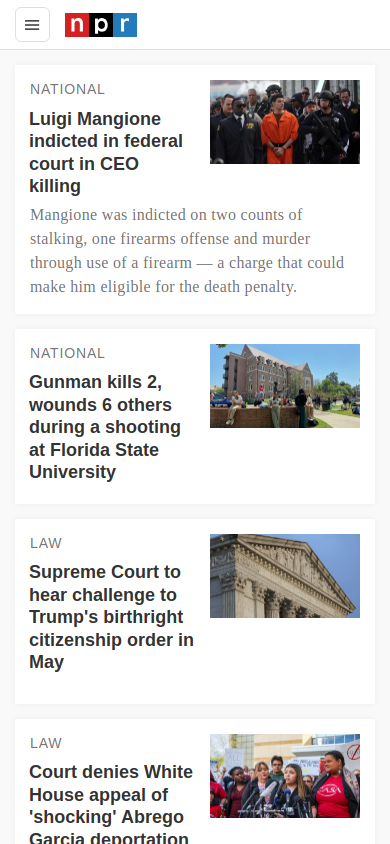 npr
NATIONAL
Luigi Mangione
indicted in federal
court in CEO
killing
Mangione was indicted on two counts of
stalking, one firearms offense and murder
through use of a firearm — a charge that could
make him eligible for the death penalty.
NATIONAL
Gunman kills 2,
wounds 6 others
during a shooting
at Florida State
University
LAW
Supreme Court to
hear challenge to
Trump's birthright
citizenship order in
May
LAW
Court denies White
House appeal of
'shocking' Abrego
Garcia deportation
CASA